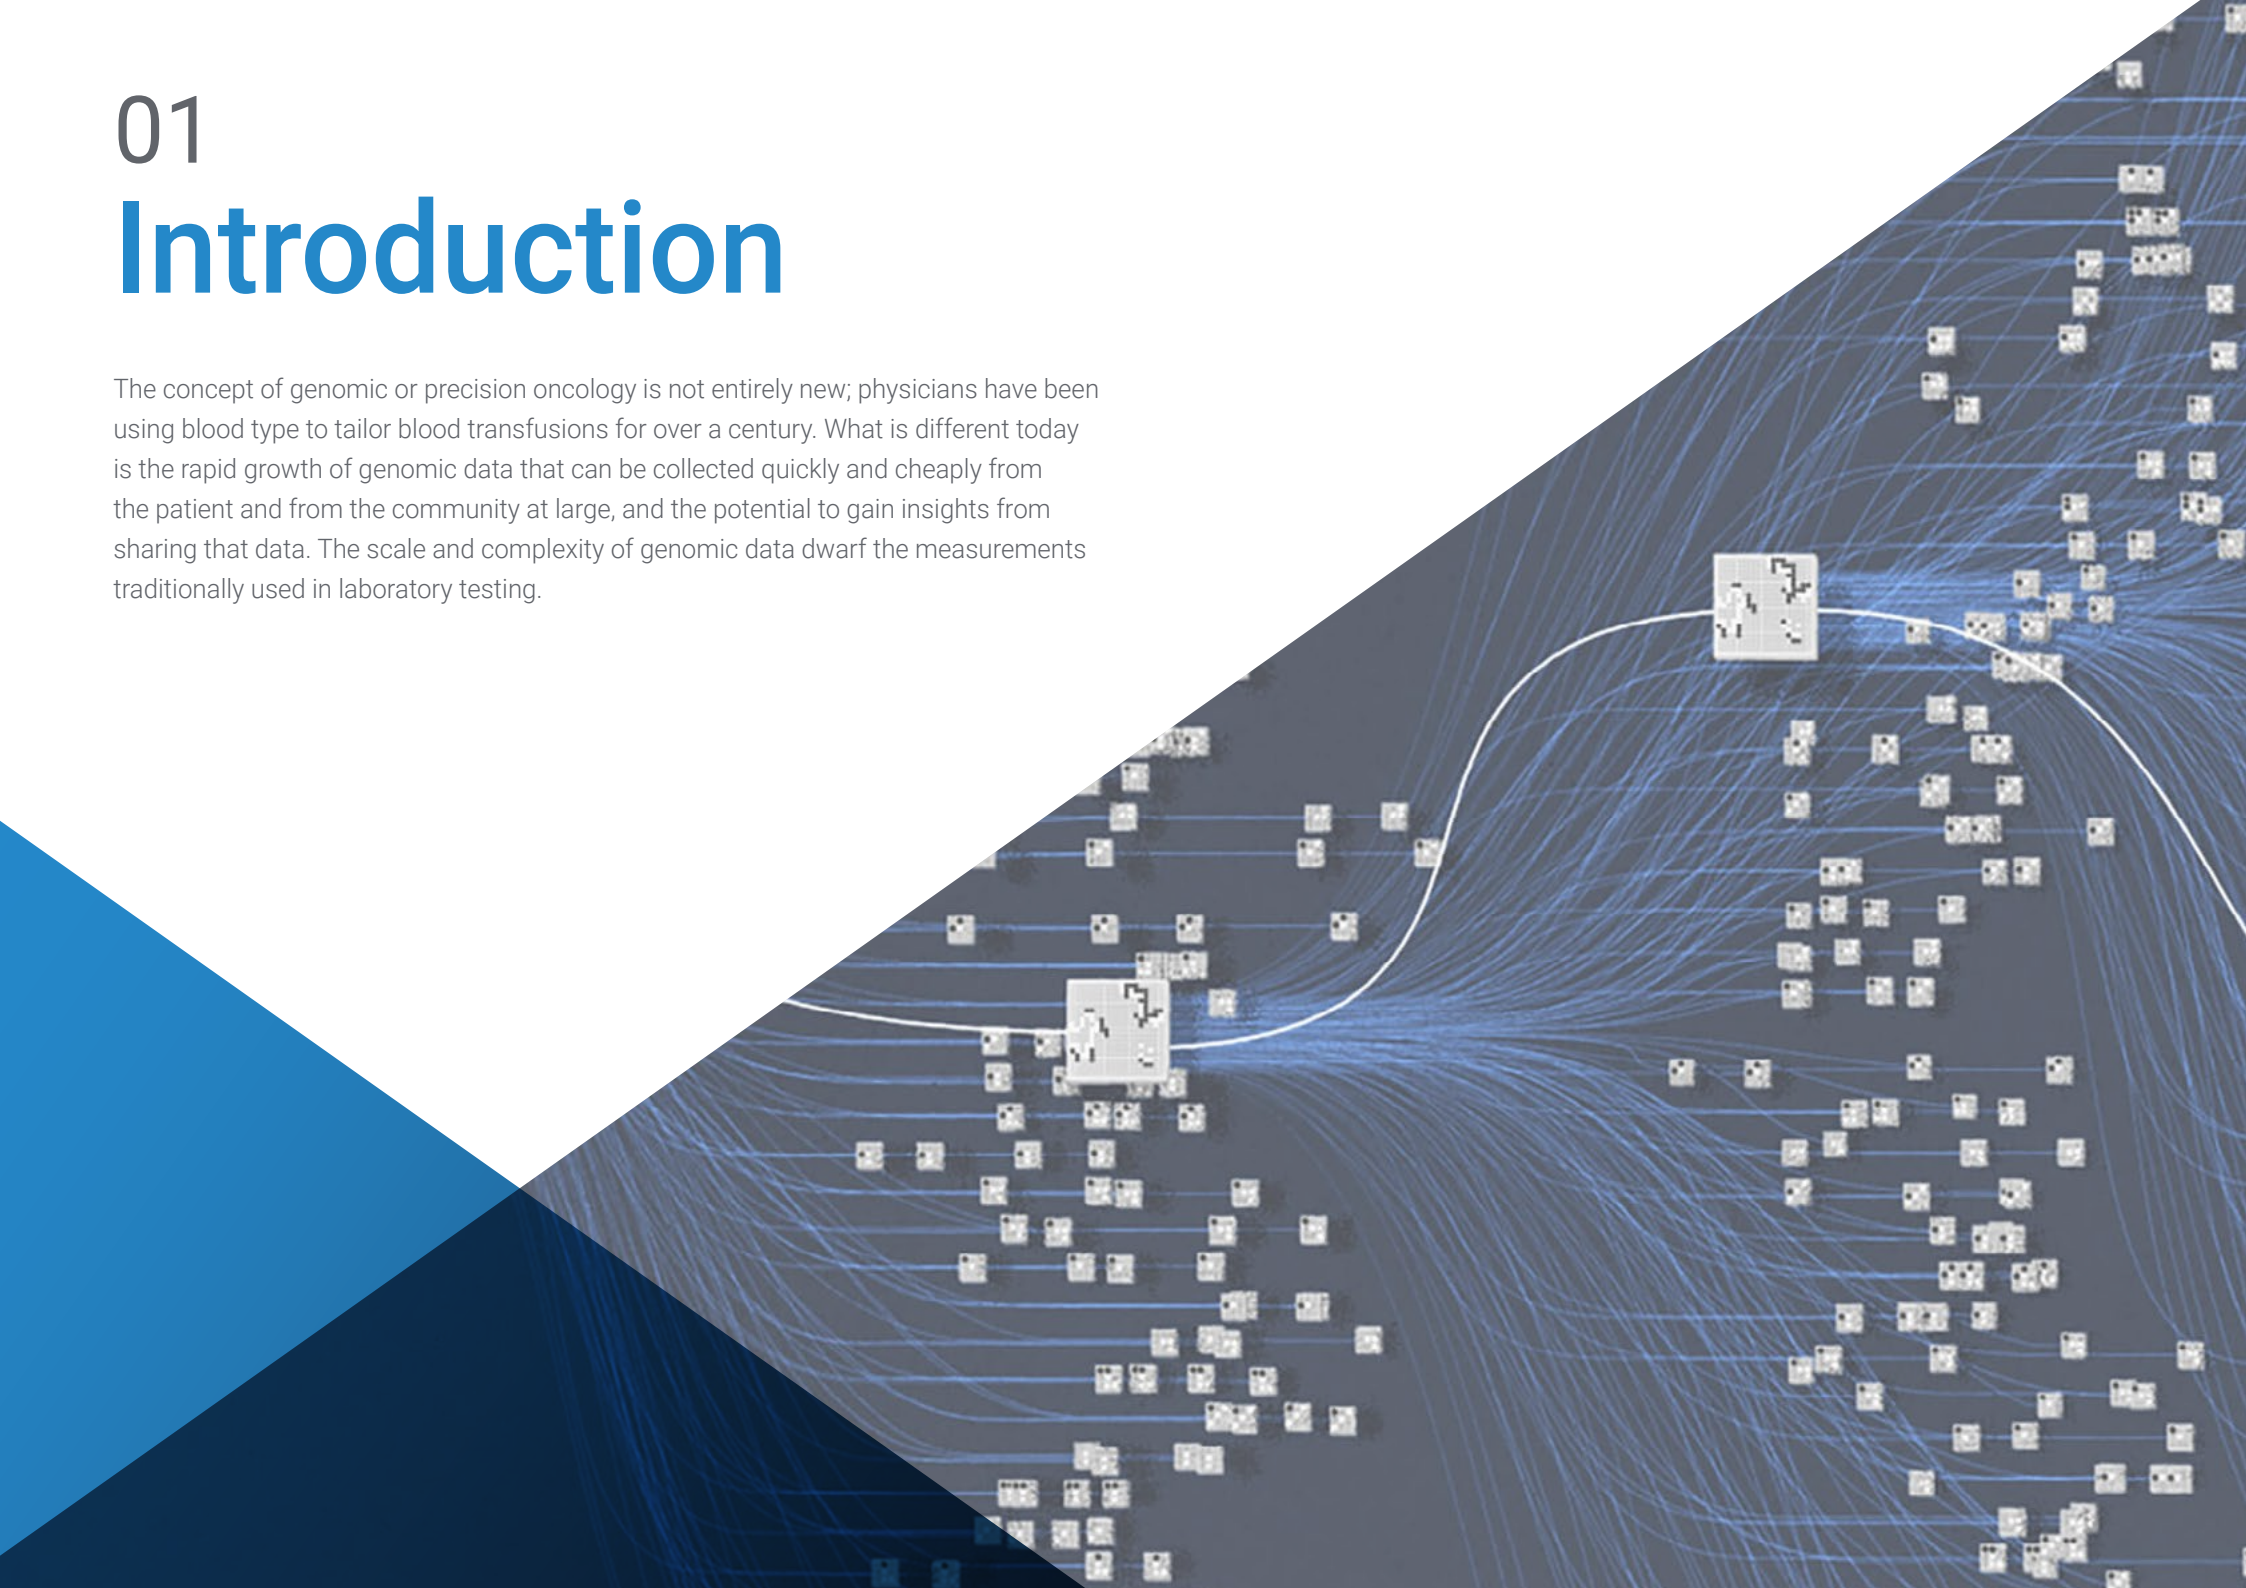 01
Introduction
The concept of genomic or precision oncology is not entirely new; physicians have been
using blood type to tailor blood transfusions for over a century. What is different today
is the rapid growth of genomic data that can be collected quickly and cheaply from
the patient and from the community at large, and the potential to gain insights from
sharing that data. The scale and complexity of genomic data dwarf the measurements
traditionally used in laboratory testing.